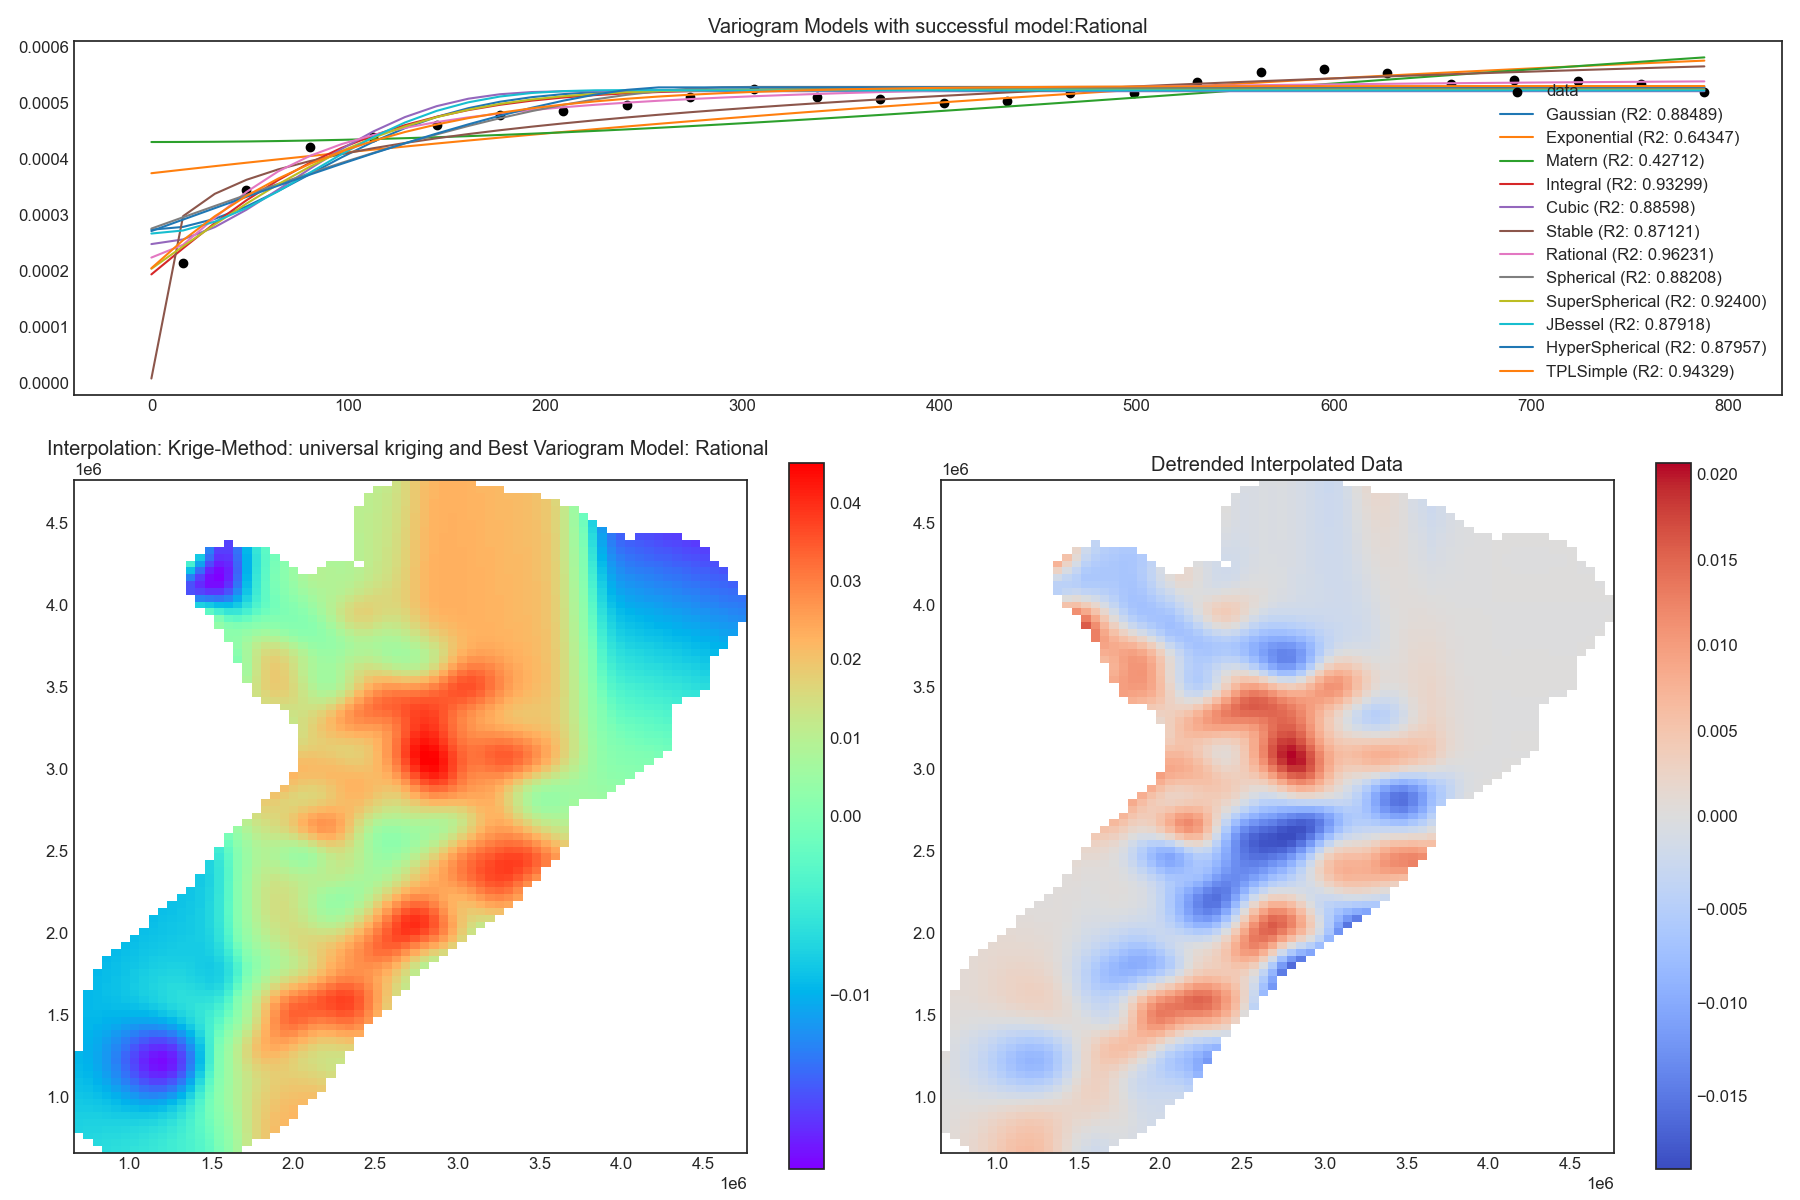 Variogram Models with successful model:Rational
0.0006
0.0005
0.0004
0.0003
0.0002
0.0001
0.0000
data
Gaussian (R2: 0.88489)
Exponential (R2: 0.64347)
Matern (R2: 0.42712)
Integral (R2: 0.93299)
Cubic (R2: 0.88598)
Stable (R2: 0.87121)
Rational (R2: 0.96231)
Spherical (R2: 0.88208)
SuperSpherical (R2: 0.92400)
JBessel (R2: 0.87918)
HyperSpherical (R2: 0.87957)
TPLSimple (R2: 0.94329)
0 100 200 300 400 500 600 700 800
Interpolation: Krige-Method: universal kriging and Best Variogram Model: Rational
1e6
4.5
4.0
3.5
3.0
2.5
2.0
1.5
1.0
1.0 1.5 2.0 2.5 3.0 3.5 4.0 4.5
1e6
0.04
0.03
0.02
0.01
0.00
−0.01
Detrended Interpolated Data
1e6
4.5
4.0
3.5
3.0
2.5
2.0
1.5
1.0
1.0 1.5 2.0 2.5 3.0 3.5 4.0 4.5
1e6
0.020
0.015
0.010
0.005
0.000
−0.005
−0.010
−0.015